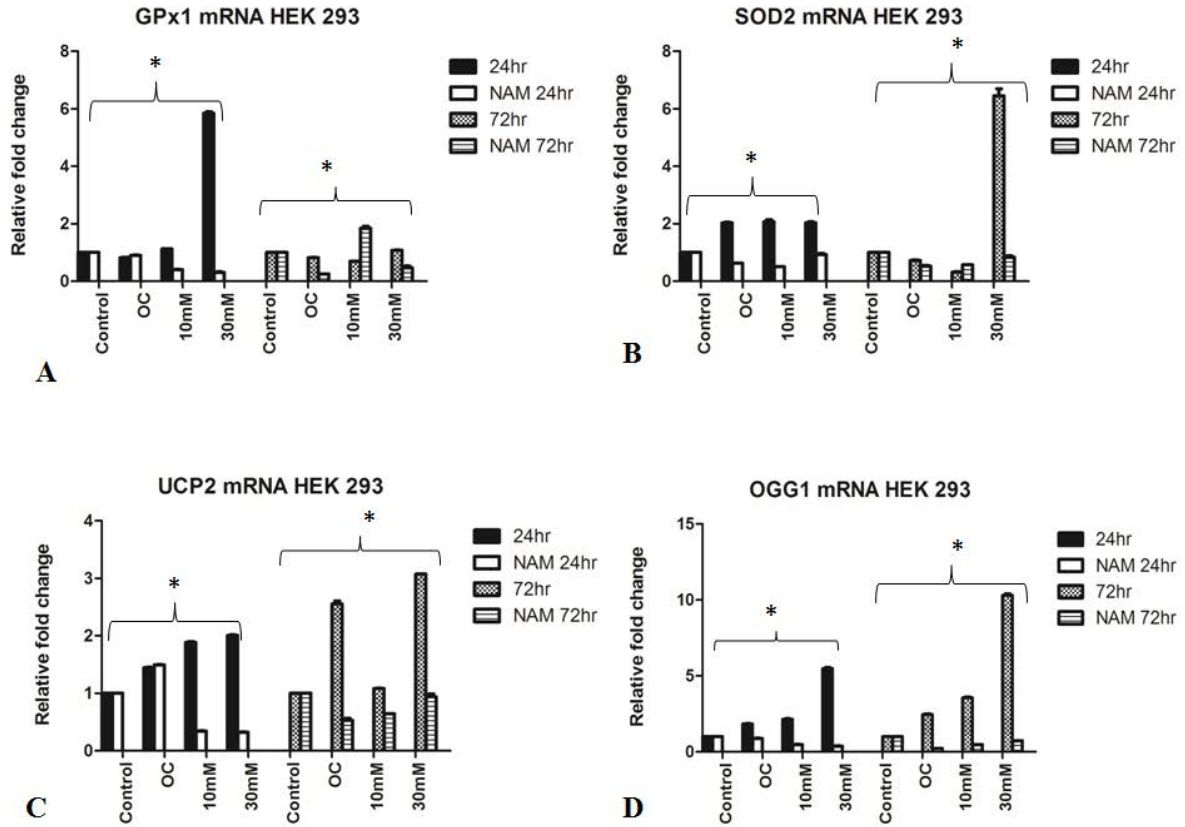 GPx1 mRNA HEK 293
Relative fold change
8
6
4
2
0
*
*
Control
OC
10mM
30mM
Control
OC
10mM
30mM
24hr
NAM 24hr
72hr
NAM 72hr
A
SOD2 mRNA HEK 293
Relative fold change
8
6
4
2
0
*
*
Control
OC
10mM
30mM
Control
OC
10mM
30mM
24hr
NAM 24hr
72hr
NAM 72hr
B
UCP2 mRNA HEK 293
Relative fold change
4
3
2
1
0
*
*
Control
OC
10mM
30mM
Control
OC
10mM
30mM
24hr
NAM 24hr
72hr
NAM 72hr
C
OGG1 mRNA HEK 293
Relative fold change
15
10
5
0
*
*
Control
OC
10mM
30mM
Control
OC
10mM
30mM
24hr
NAM 24hr
72hr
NAM 72hr
D